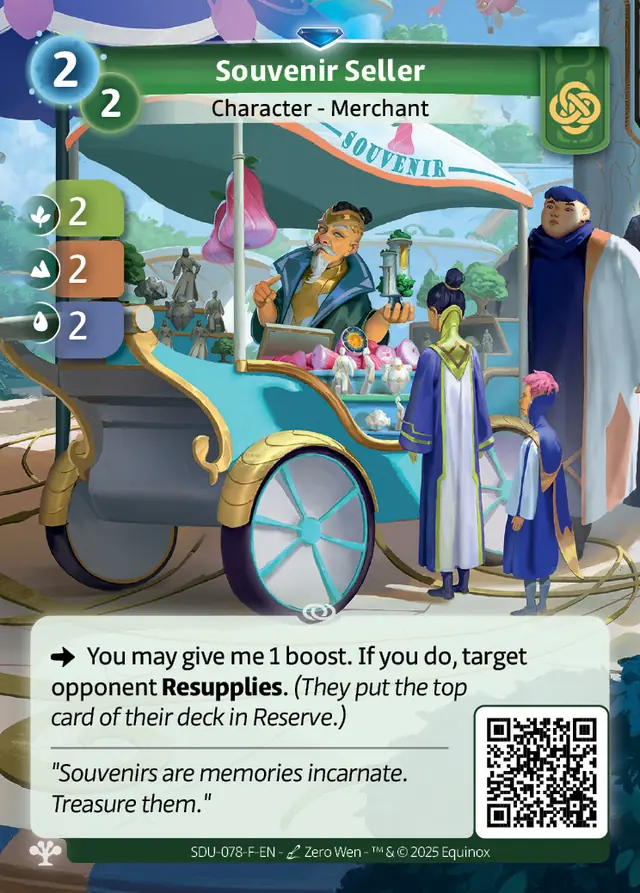 2
2
Souvenir Seller
Character - Merchant
SOUVENIR
2
2
2
You may give me 1 boost. If you do, target
opponent Resupplies. (They put the top
card of their deck in Reserve.)
"Souvenirs are memories incarnate.
Treasure them."
SDU-078-F-EN - Zero Wen - ™ & © 2025 Equinox